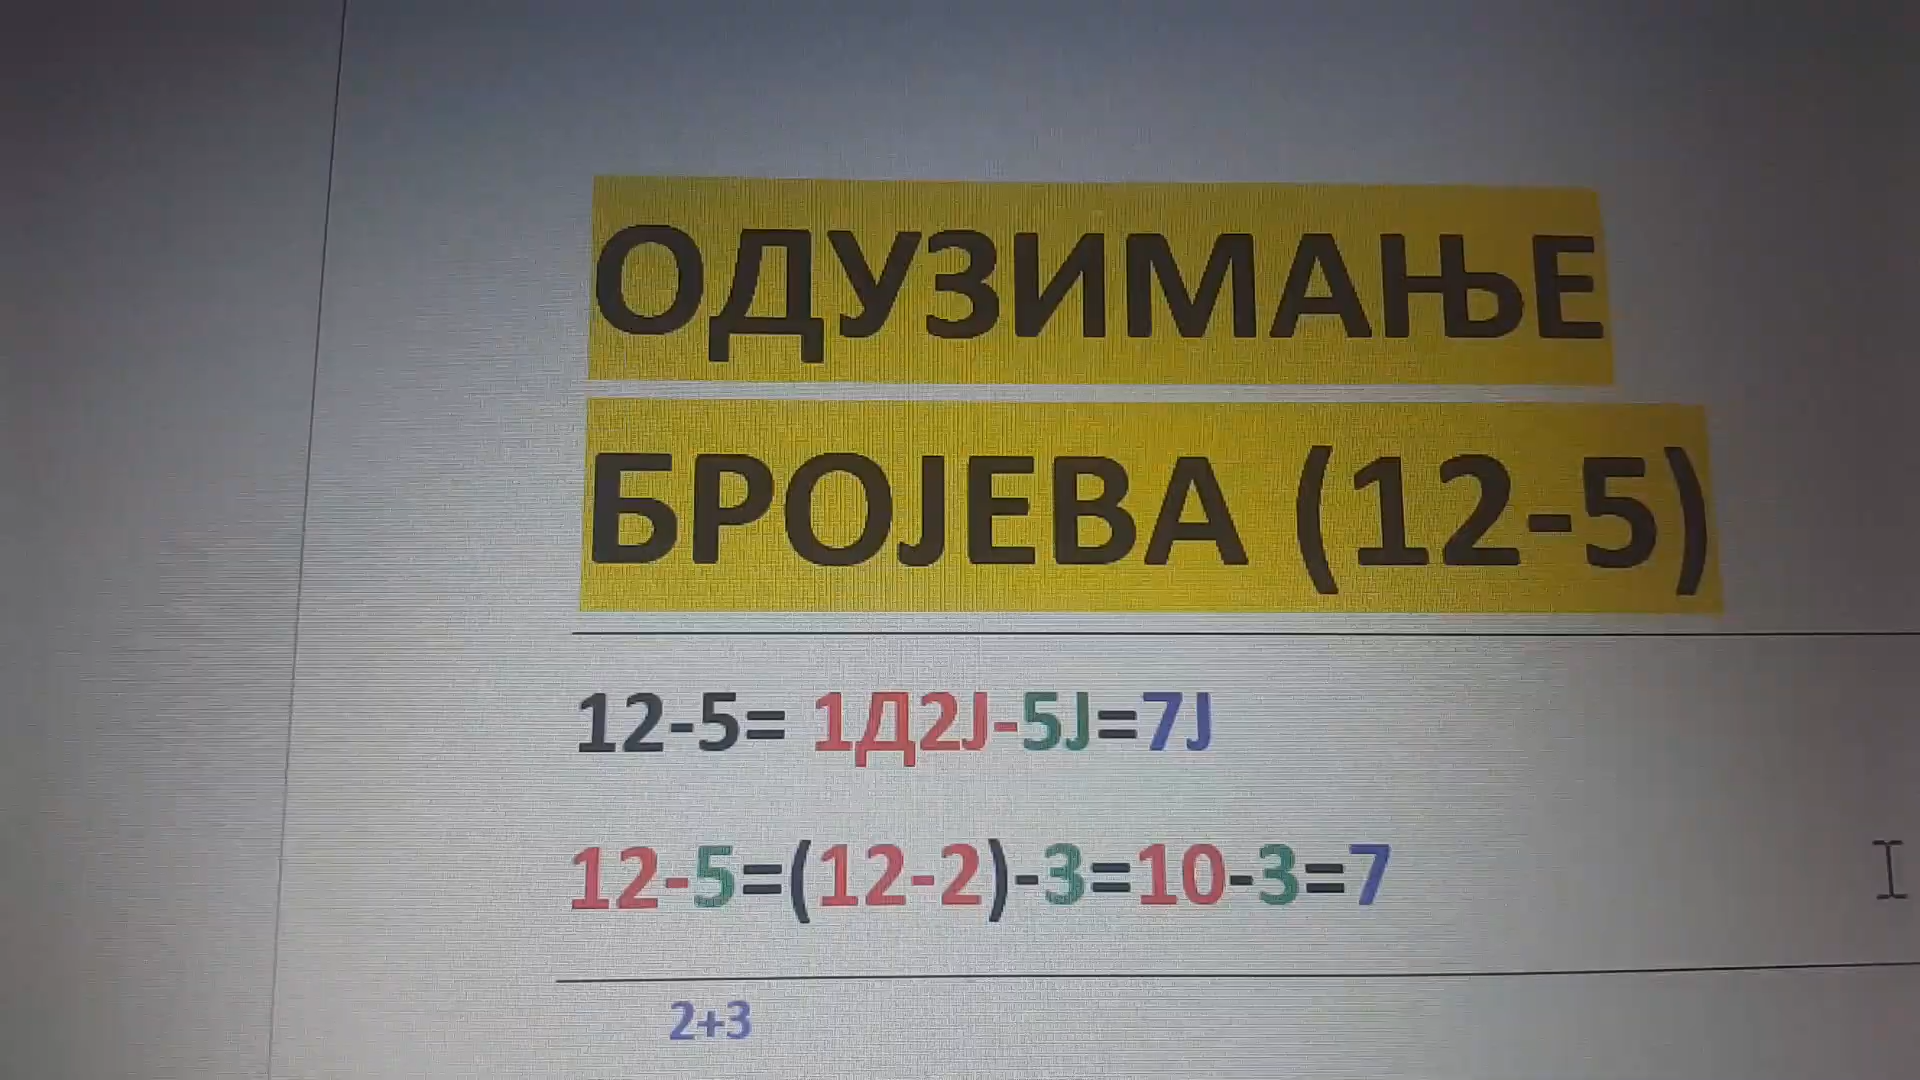 ОДУЗИМАЊЕ
БРОЈЕВА (12-5)
12-5= 1Д2Ј-5Ј=7Ј
12-5=(12-2)-3=10-3=7
2+3